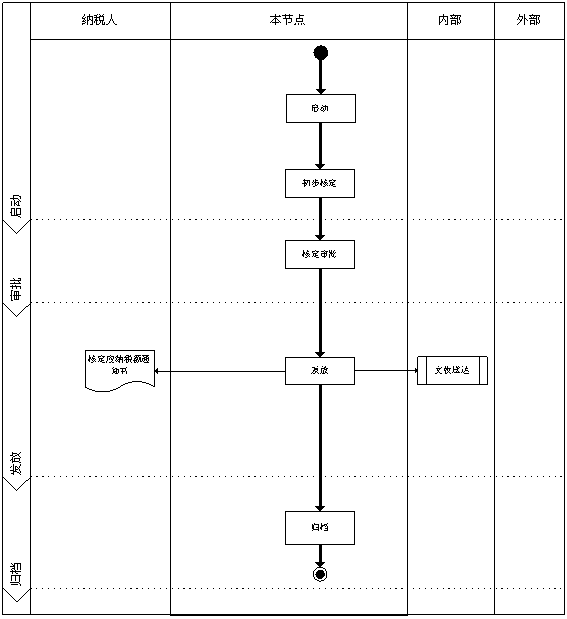 纳税人
本节点
内部
外部
启动
初步核定
启动
核定审批
审批
核定应纳税额通
知书
发放
文书送达
发放
归档
归档